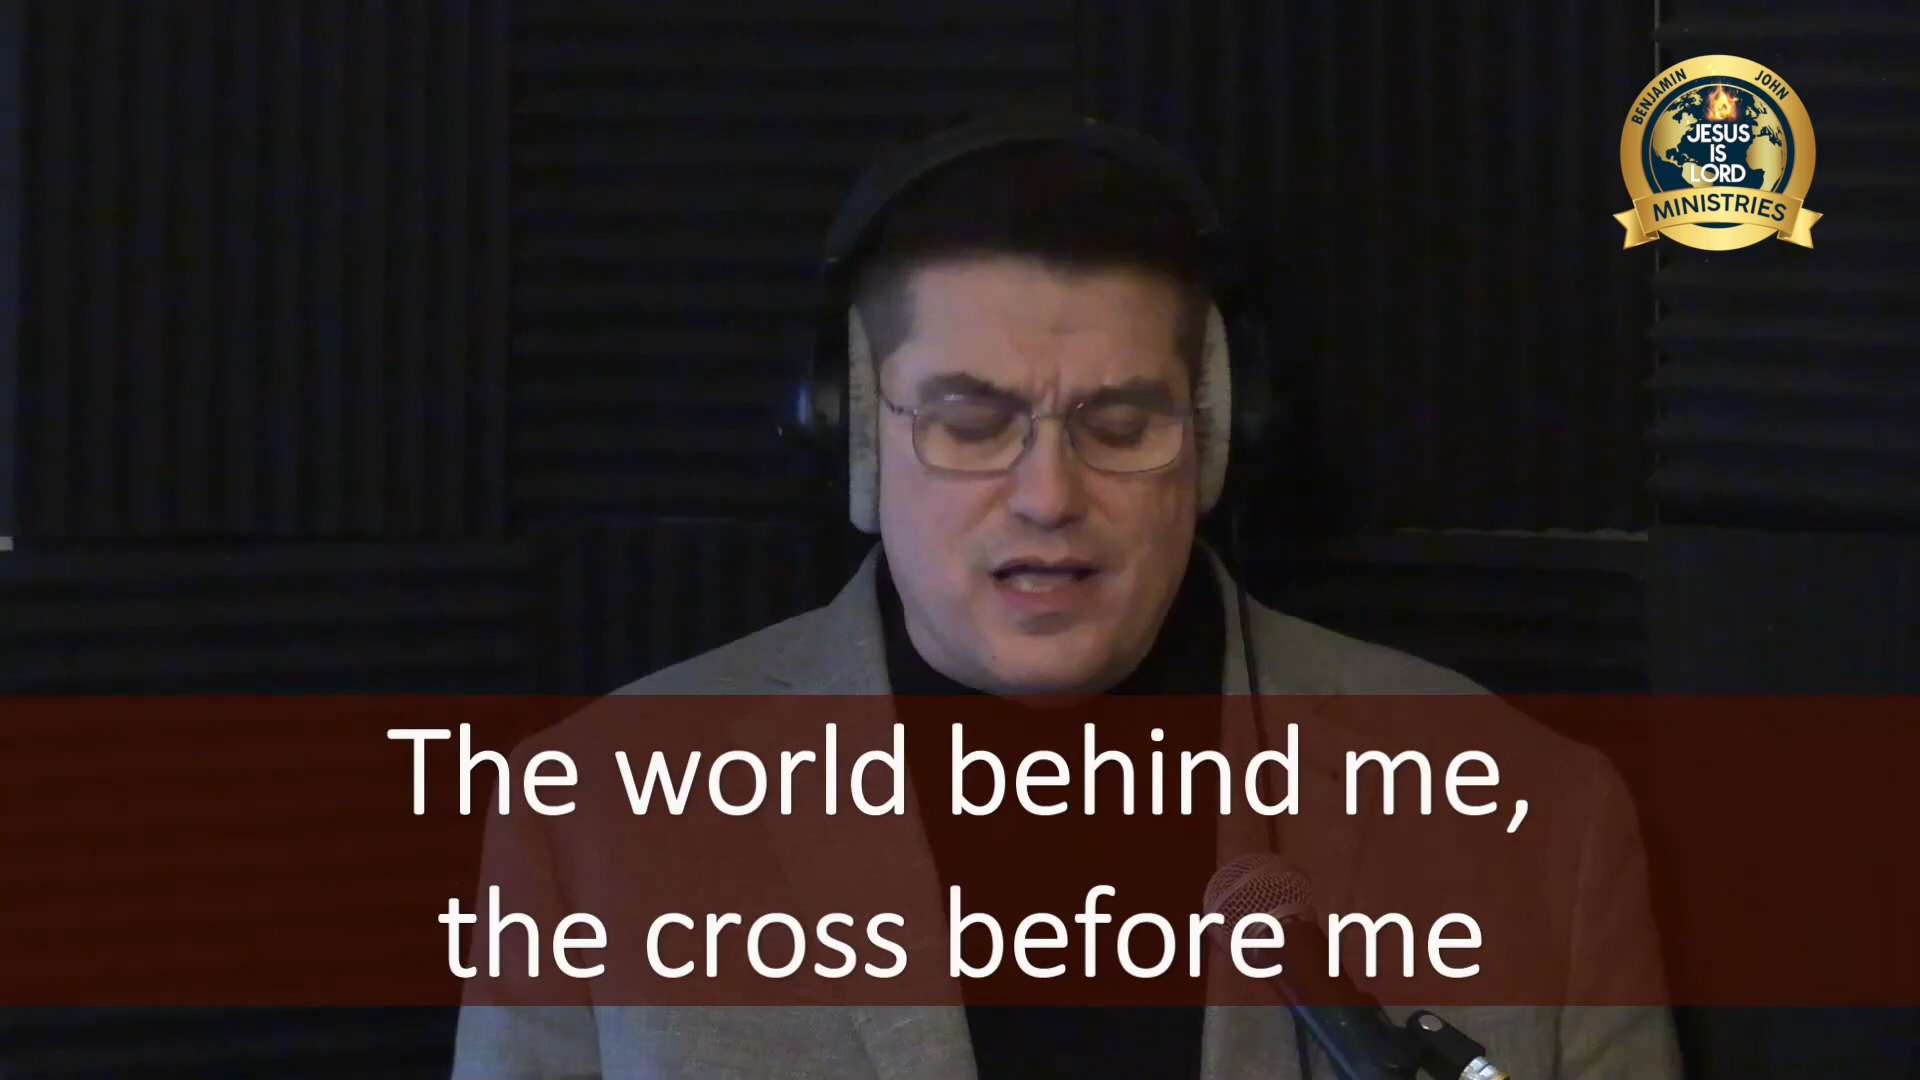 BENJAMIN JOHN
JESUS
IS
LORD
MINISTRIES
The world behind me,
the cross before me